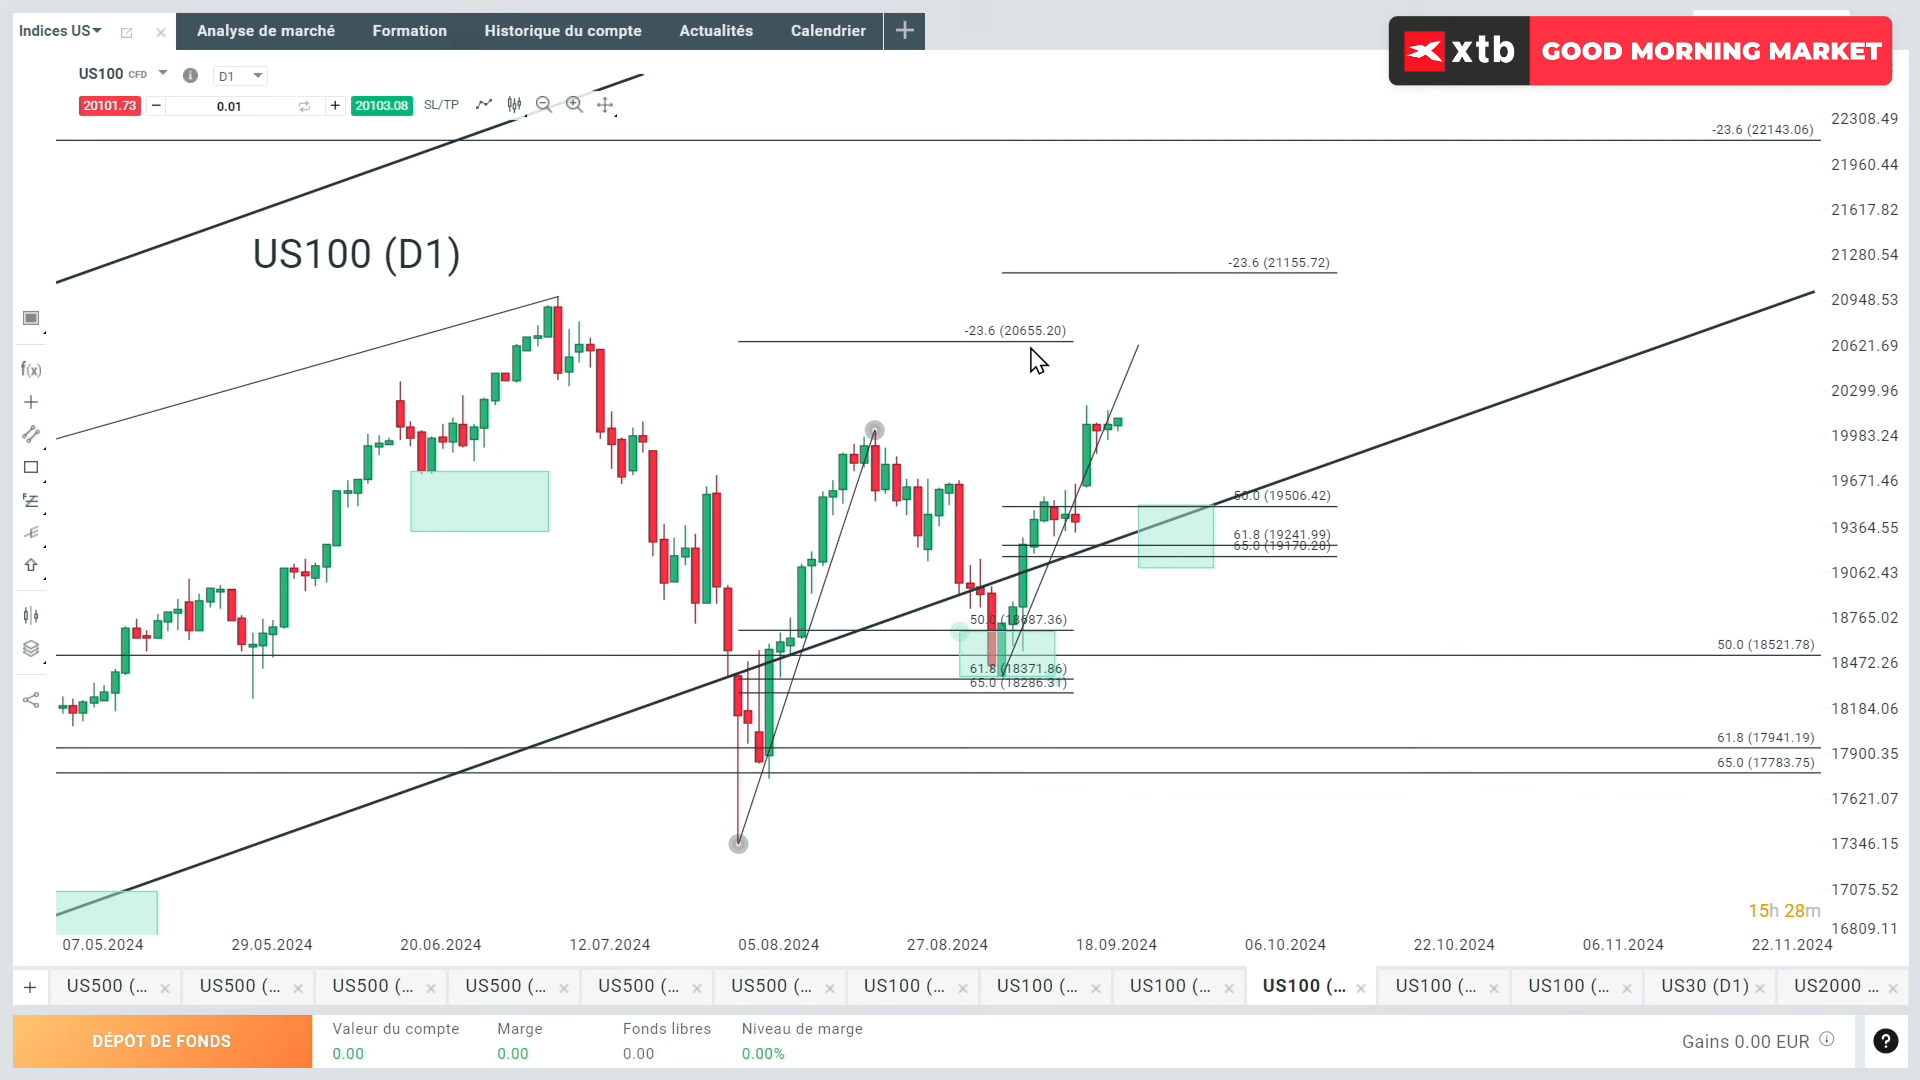 Indices US
Analyse de marché
Formation
Historique du compte
Actualités
Calendrier
xtb
GOOD MORNING MARKET
US100 CFD
D1
20101.73
0.01
20103.08
SL/TP
22308.49
-23.6 (22143.06)
21960.44
21617.82
US100 (D1)
21280.54
-23.6 (21155.72)
20948.53
-23.6 (20655.20)
20621.69
f(x)
20299.96
19983.24
19671.46
50.0 (19506.42)
19364.55
61.8 (19241.99)
65.0 (19170.28)
19062.43
50.0 (18687.36)
18765.02
50.0 (18521.78)
61.8 (18371.86)
18472.26
65.0 (18286.31)
18184.06
61.8 (17941.19)
17900.35
65.0 (17783.75)
17621.07
17346.15
17075.52
15h 28m
16809.11
07.05.2024
29.05.2024
20.06.2024
12.07.2024
05.08.2024
27.08.2024
18.09.2024
06.10.2024
22.10.2024
06.11.2024
22.11.2024
US500 (...
US500 (...
US500 (...
US500 (...
US500 (...
US500 (...
US100 (...
US100 (...
US100 (...
US100 (...
US100 (...
US100 (...
US30 (D1)
US2000 ...
DÉPÔT DE FONDS
Valeur du compte
0.00
Marge
0.00
Fonds libres
0.00
Niveau de marge
0.00%
Gains 0.00 EUR